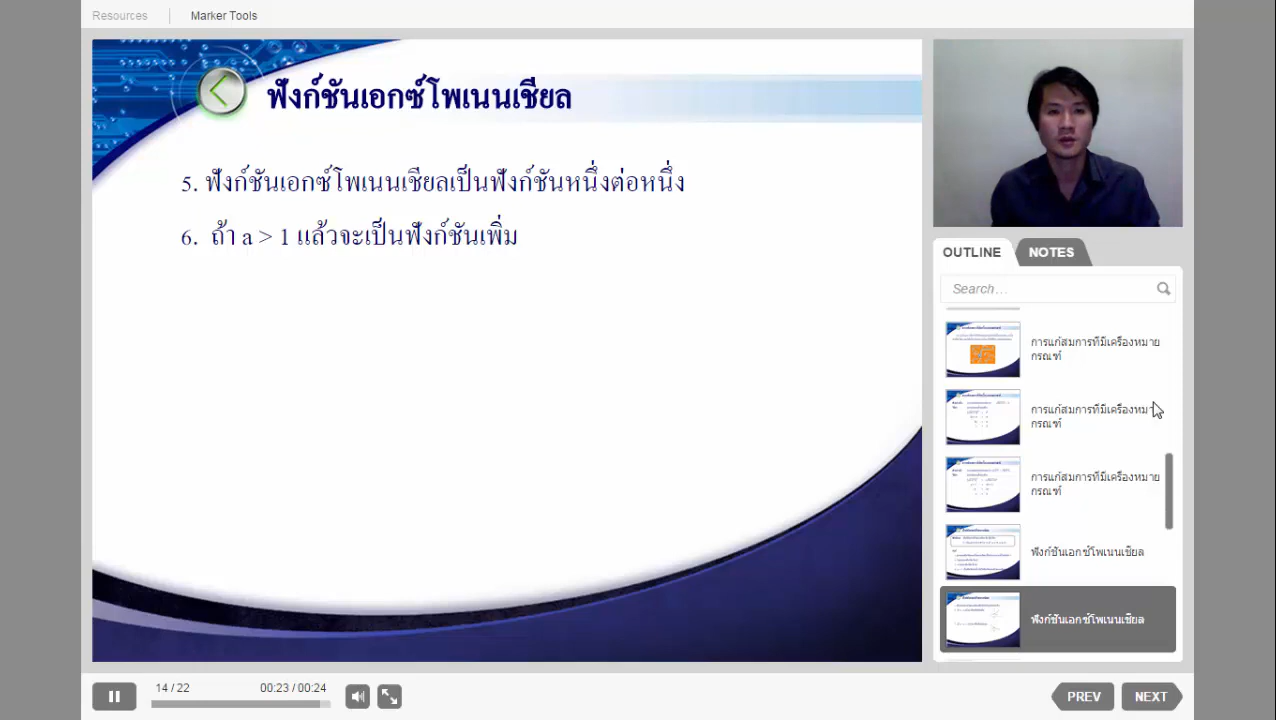 Resources
Marker Tools
ฟังก์ชันเอกซ์โพเนนเชียล
5. ฟังก์ชันเอกซ์โพเนนเชียลเป็นฟังก์ชันหนึ่งต่อหนึ่ง
6. ถ้า a > 1 แล้วจะเป็นฟังก์ชันเพิ่ม
OUTLINE
NOTES
Search...
การแก้สมการที่มีเครื่องหมาย
กรณฑ์
การแก้สมการที่มีเครื่องหมาย
กรณฑ์
การแก้สมการที่มีเครื่องหมาย
กรณฑ์
ฟังก์ชันเอกซ์โพเนนเชียล
ฟังก์ชันเอกซ์โพเนนเชียล
14 / 22
00:23 / 00:24
PREV
NEXT